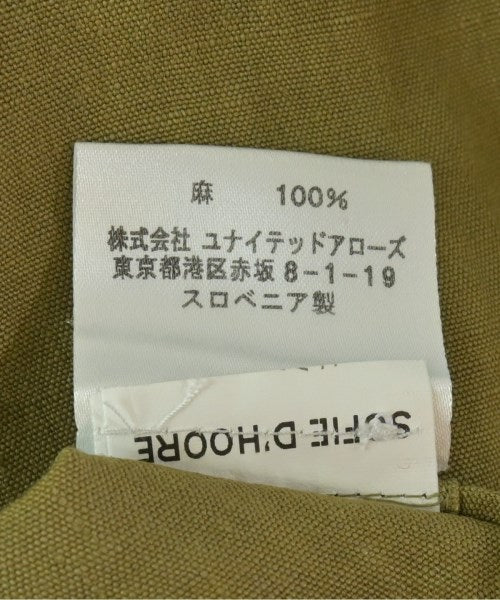 麻 100%
株式会社 ユナイテッドアローズ
東京都港区赤坂8-1-19
スロベニア製
SOFIE D'HOORE